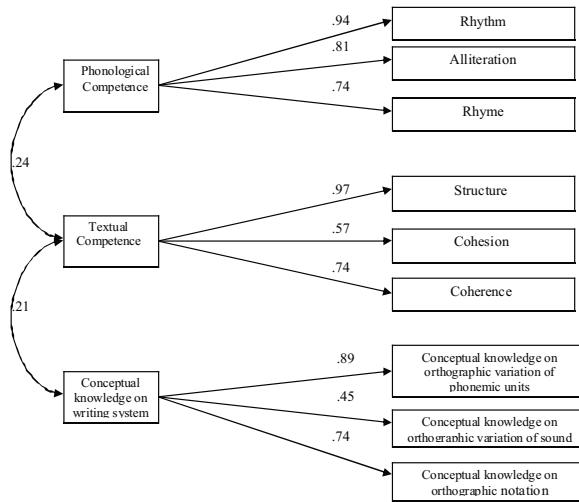 .94
Rhythm
.81
Phonological
Competence
Alliteration
.74
Rhyme
.24
.97
Structure
Textual
Competence
.57
Cohesion
.74
Coherence
.21
.89
Conceptual knowledge on
orthographic variation of
phonemic units
Conceptual
knowledge on
writing system
.45
Conceptual knowledge on
orthographic variation of sound
.74
Conceptual knowledge on
orthographic notation